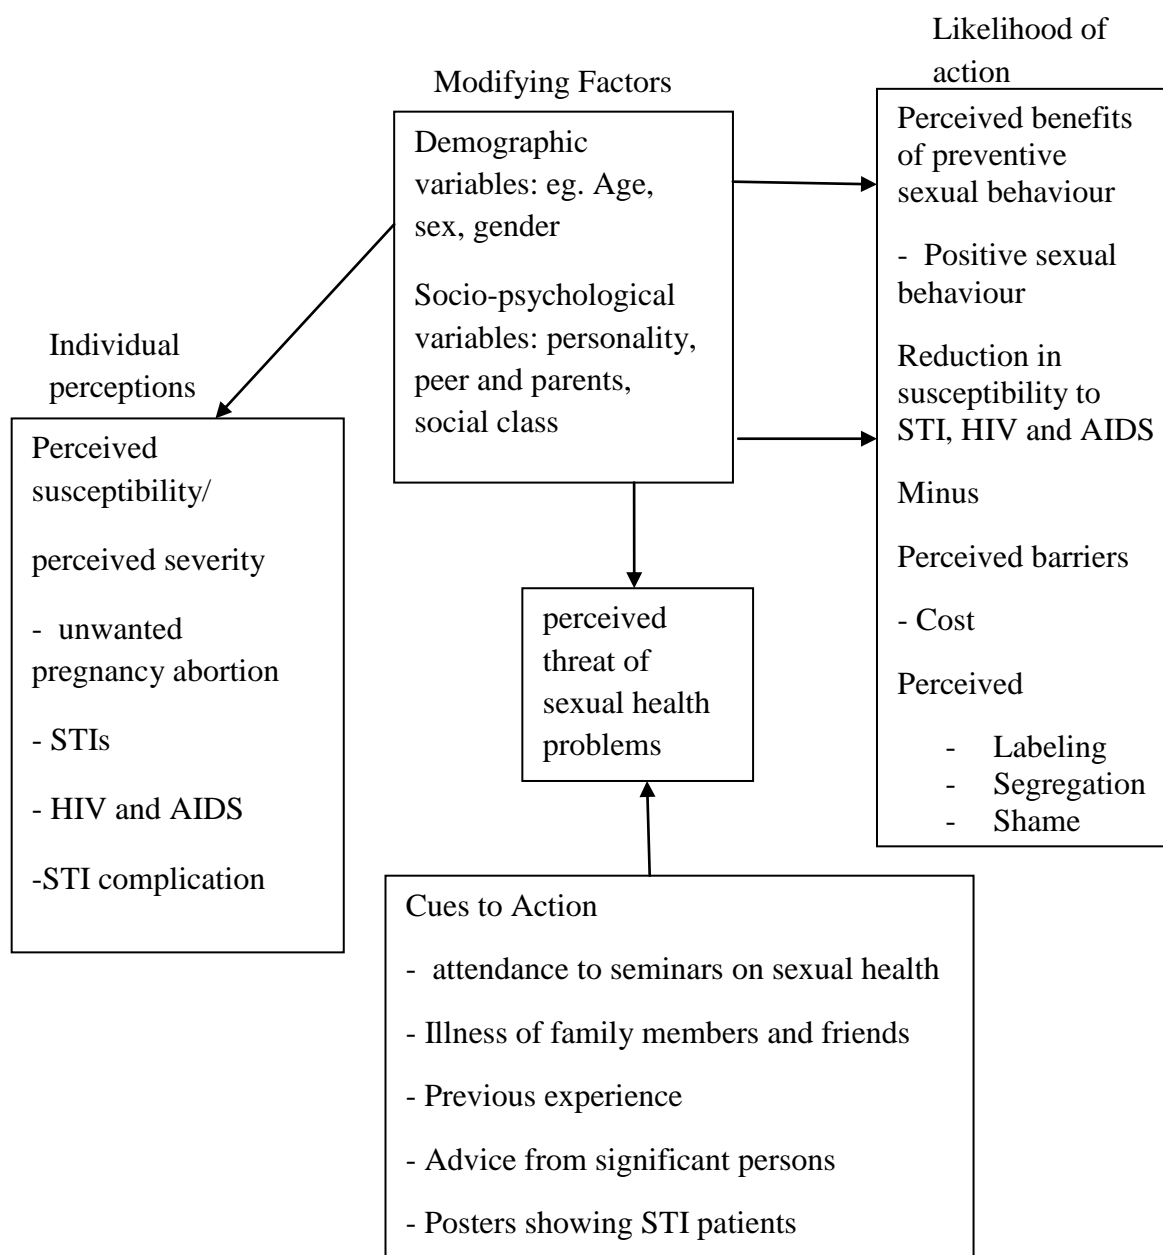 Likelihood of
action
Modifying Factors
Perceived benefits
of preventive
sexual behaviour
- Positive sexual
behaviour
Reduction in
susceptibility to
STI, HIV and AIDS
Minus
Perceived barriers
- Cost
Perceived
- Labeling
- Segregation
- Shame
Demographic
variables: eg. Age,
sex, gender
Socio-psychological
variables: personality,
peer and parents,
social class
Individual
perceptions
Perceived
susceptibility/
perceived severity
- unwanted
pregnancy abortion
- STIs
- HIV and AIDS
-STI complication
perceived
threat of
sexual health
problems
Cues to Action
- attendance to seminars on sexual health
- Illness of family members and friends
- Previous experience
- Advice from significant persons
- Posters showing STI patients